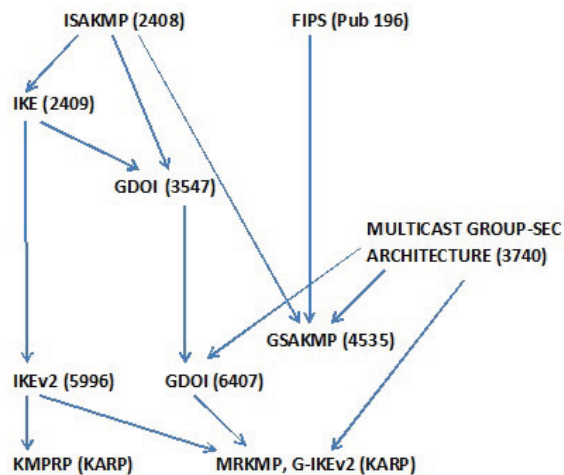 ISAKMP (2408)
FIPS (Pub 196)
IKE (2409)
GDOI (3547)
MULTICAST GROUP-SEC
ARCHITECTURE (3740)
GSAKMP (4535)
IKEv2 (5996)
GDOI (6407)
KMPRP (KARP)
MRKMP, G-IKEv2 (KARP)